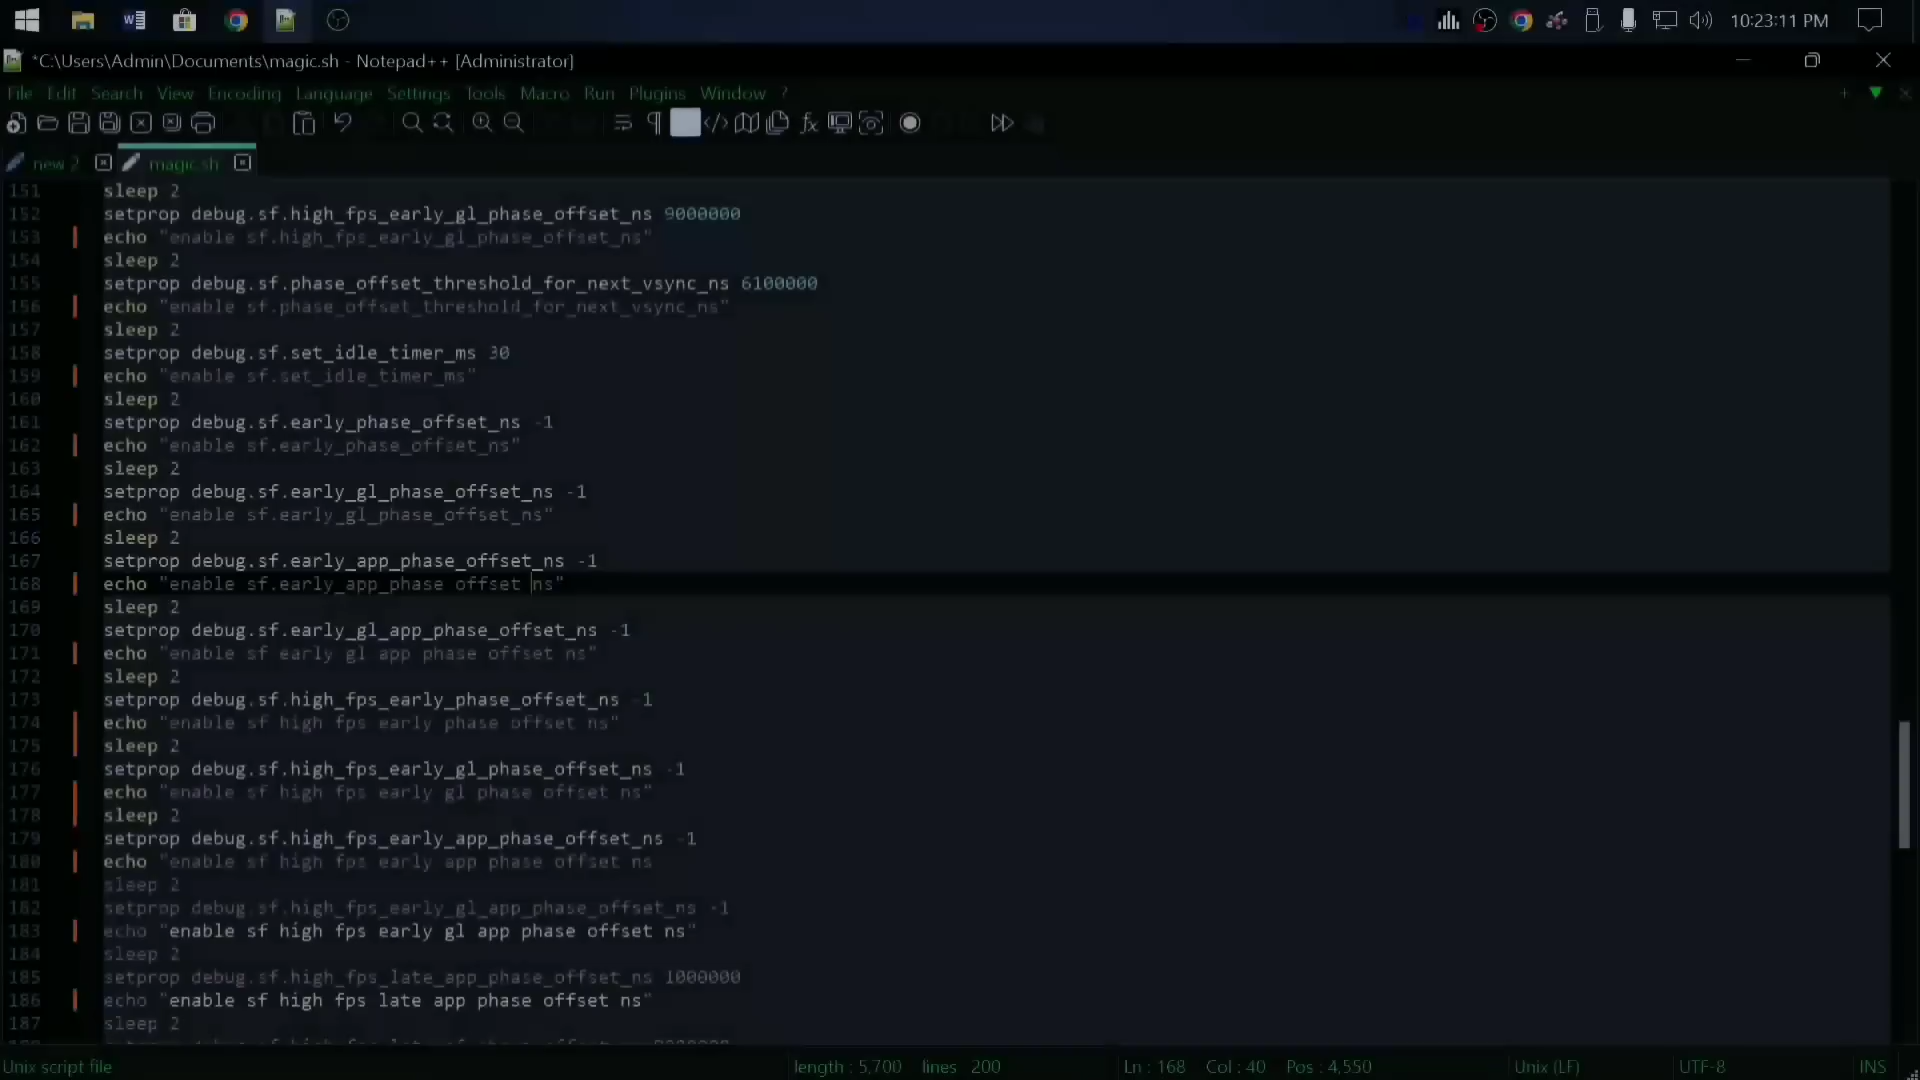 10:23:11 PM
*C:\Users\Admin\Documents\magic.sh - Notepad++ [Administrator]
File Edit Search View Encoding Language Settings Tools Macro Run Plugins Window ?
new 2 magic.sh
151 sleep 2
152 setprop debug.sf.high_fps_early_gl_phase_offset_ns 9000000
153 echo "enable sf.high_fps_early_gl_phase_offset_ns"
154 sleep 2
155 setprop debug.sf.phase_offset_threshold_for_next_vsync_ns 6100000
156 echo "enable sf.phase_offset_threshold_for_next_vsync_ns"
157 sleep 2
158 setprop debug.sf.set_idle_timer_ms 30
159 echo "enable sf.set_idle_timer_ms"
160 sleep 2
161 setprop debug.sf.early_phase_offset_ns -1
162 echo "enable sf.early_phase_offset_ns"
163 sleep 2
164 setprop debug.sf.early_gl_phase_offset_ns -1
165 echo "enable sf.early_gl_phase_offset_ns"
166 sleep 2
167 setprop debug.sf.early_app_phase_offset_ns -1
168 echo "enable sf.early_app_phase offset ns"
169 sleep 2
170 setprop debug.sf.early_gl_app_phase_offset_ns -1
171 echo "enable sf early gl app phase offset ns"
172 sleep 2
173 setprop debug.sf.high_fps_early_phase_offset_ns -1
174 echo "enable sf high fps early phase offset ns"
175 sleep 2
176 setprop debug.sf.high_fps_early_gl_phase_offset_ns -1
177 echo "enable sf high fps early gl phase offset ns"
178 sleep 2
179 setprop debug.sf.high_fps_early_app_phase_offset_ns -1
180 echo "enable sf high fps early app phase offset ns
181 sleep 2
182 setprop debug.sf.high_fps_early_gl_app_phase_offset_ns -1
183 echo "enable sf high fps early gl app phase offset ns"
184 sleep 2
185 setprop debug.sf.high_fps_late_app_phase_offset_ns 1000000
186 echo "enable sf high fps late app phase offset ns"
187 sleep 2
Unix script file length : 5,700 lines 200 Ln : 168 Col : 40 Pos : 4,550 Unix (LF) UTF-8 INS